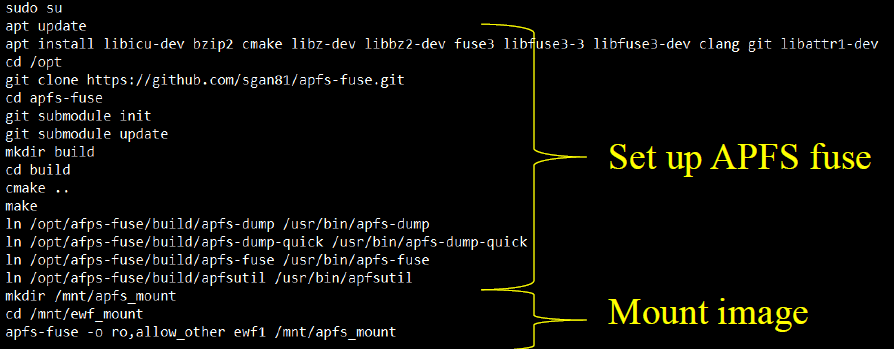 sudo su
apt update
apt install libicu-dev bzip2 cmake libz-dev libbz2-dev fuse3 libfuse3-3 libfuse3-dev clang git libattr1-dev
cd /opt
git clone https://github.com/sgan81/apfs-fuse.git
cd apfs-fuse
git submodule init
git submodule update
mkdir build
cd build
cmake ..
make
ln /opt/afps-fuse/build/apfs-dump /usr/bin/apfs-dump
ln /opt/afps-fuse/build/apfs-dump-quick /usr/bin/apfs-dump-quick
ln /opt/afps-fuse/build/apfs-fuse /usr/bin/apfs-fuse
ln /opt/afps-fuse/build/apfsutil /usr/bin/apfsutil
mkdir /mnt/apfs_mount
cd /mnt/ewf_mount
apfs-fuse -o ro,allow_other ewf1 /mnt/apfs_mount
Set up APFS fuse
Mount image